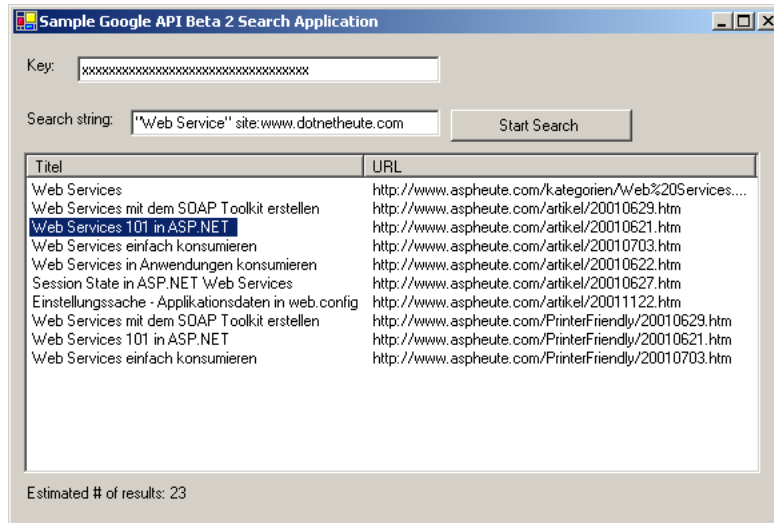 Sample Google API Beta 2 Search Application
Key: xxxxxxxxxxxxxxxxxxxxxxxxxxxxxxxxxx
Search string: "Web Service" site:www.dotnetheute.com Start Search
Titel URL
Web Services http://www.aspheute.com/kategorien/Web%20Services....
Web Services mit dem SOAP Toolkit erstellen http://www.aspheute.com/artikel/20010629.htm
Web Services 101 in ASP.NET http://www.aspheute.com/artikel/20010621.htm
Web Services einfach konsumieren http://www.aspheute.com/artikel/20010703.htm
Web Services in Anwendungen konsumieren http://www.aspheute.com/artikel/20010622.htm
Session State in ASP.NET Web Services http://www.aspheute.com/artikel/20010627.htm
Einstellungssache - Applikationsdaten in web.config http://www.aspheute.com/artikel/20011122.htm
Web Services mit dem SOAP Toolkit erstellen http://www.aspheute.com/PrinterFriendly/20010629.htm
Web Services 101 in ASP.NET http://www.aspheute.com/PrinterFriendly/20010621.htm
Web Services einfach konsumieren http://www.aspheute.com/PrinterFriendly/20010703.htm
Estimated # of results: 23